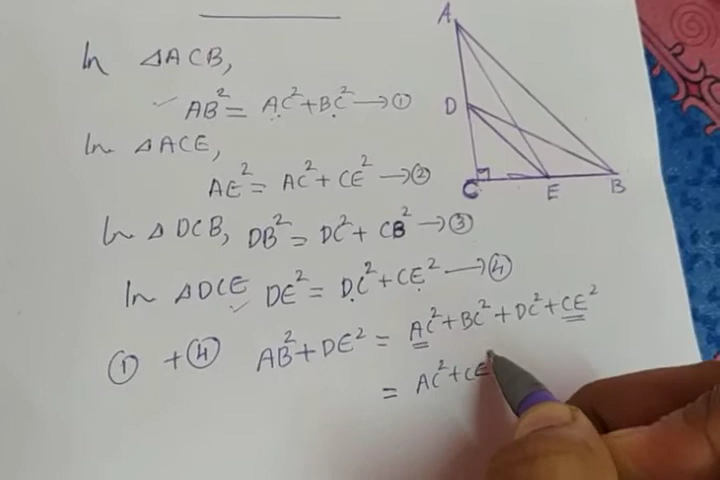 In △ACB,
AB² = AC² + BC² → ①
In △ACE,
AE² = AC² + CE² → ②
In △DCB, DB² = DC² + CB² → ③
In △DCE DE² = DC² + CE² → ④
① + ④ AB² + DE² = AC² + BC² + DC² + CE²
= AC² + CE
A
D
C E B